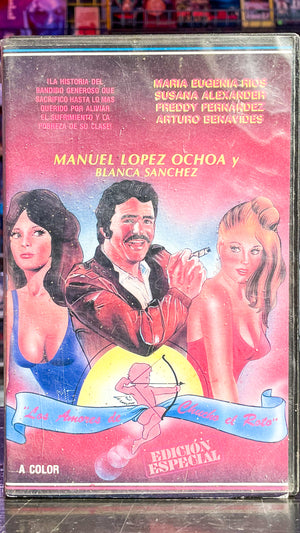 ¡LA HISTORIA DEL
BANDIDO GENEROSO QUE
SACRIFICO HASTA LO MAS
QUERIDO POR ALIVIAR
EL SUFRIMIENTO Y LA
POBREZA DE SU CLASE!
MARIA EUGENIA RIOS
SUSANA ALEXANDER
FREDDY FERNANDEZ
ARTURO BENAVIDES
MANUEL LOPEZ OCHOA y
BLANCA SANCHEZ
"Los Amores de Chucho el Roto"
EDICIÓN
ESPECIAL
A COLOR